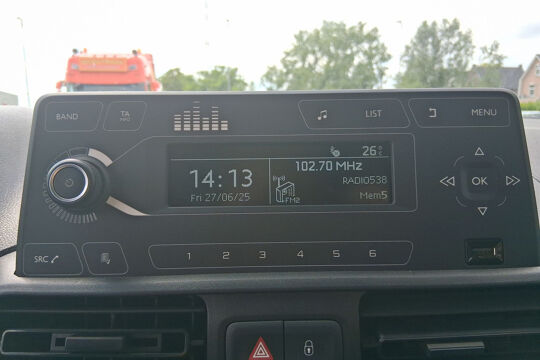 BAND
TA
INFO
LIST
MENU
14:13
Fri 27/06/25
26°C
102.70 MHz
RADIO538
FM2
Mem5
OK
SRC
1 2 3 4 5 6